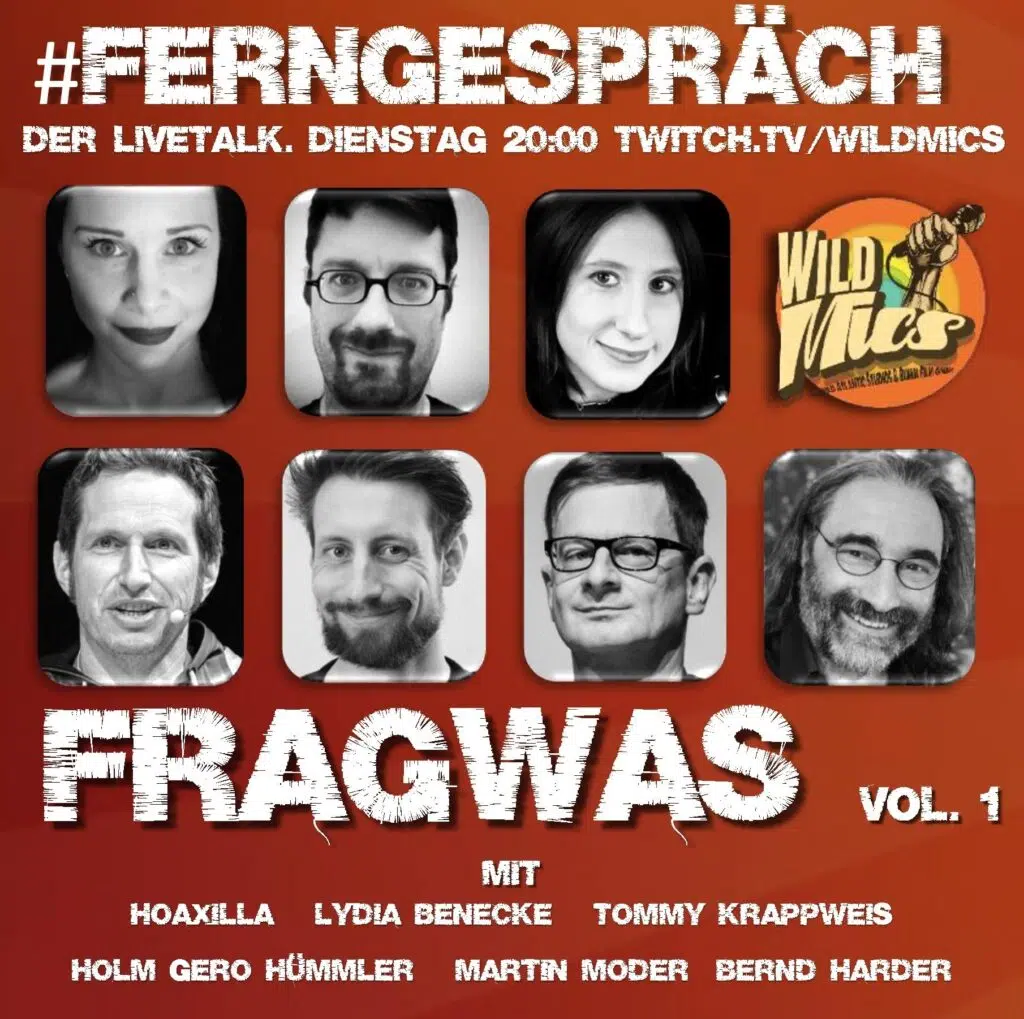 #FERNGESPRÄCH
DER LIVETALK. DIENSTAG 20:00 TWITCH.TV/WILDMICS
WILD
MICS
FRAGWAS
VOL. 1
MIT
HOAXILLA LYDIA BENECKE TOMMY KRAPPWEIS
HOLM GERO HÜMMLER MARTIN MODER BERND HARDER